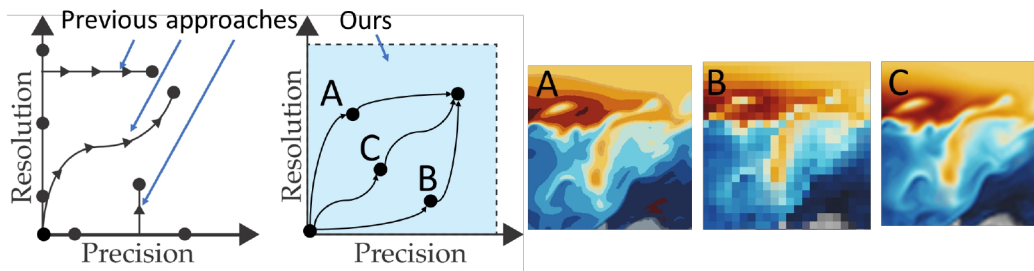 Previous approaches
Resolution
Precision
Ours
A
C
B
Resolution
Precision
A
B
C